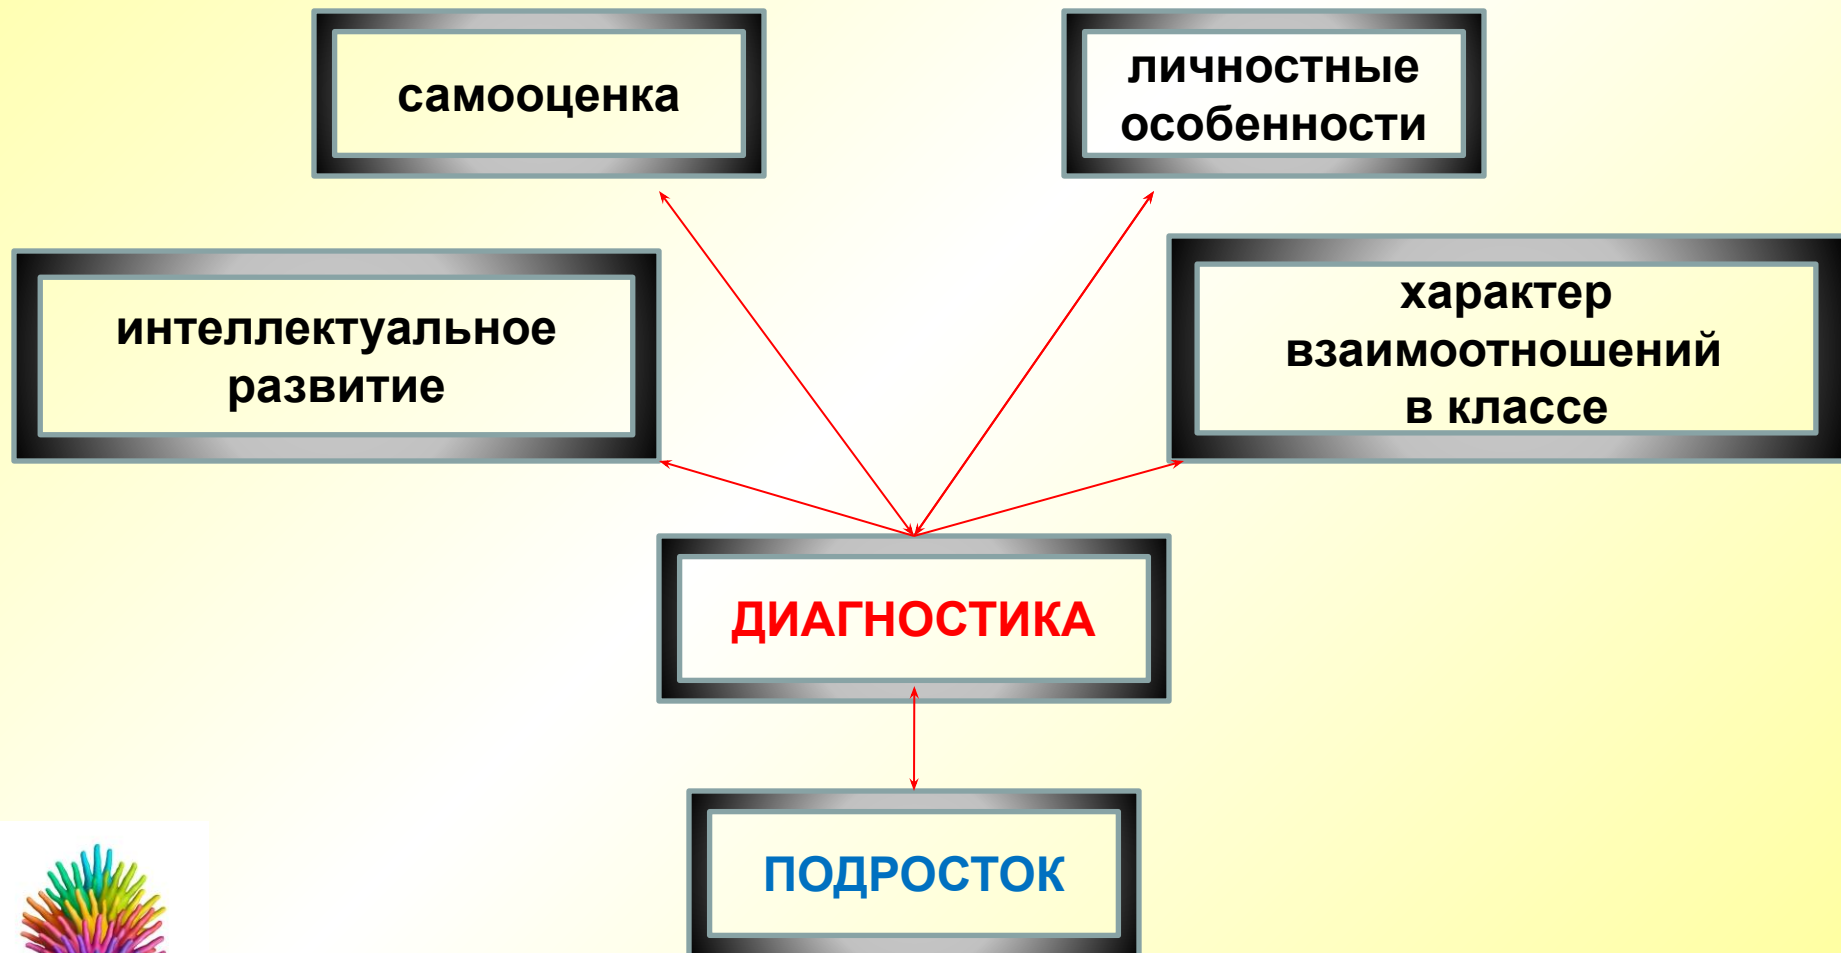 самооценка
личностные
особенности
интеллектуальное
развитие
характер
взаимоотношений
в классе
ДИАГНОСТИКА
ПОДРОСТОК